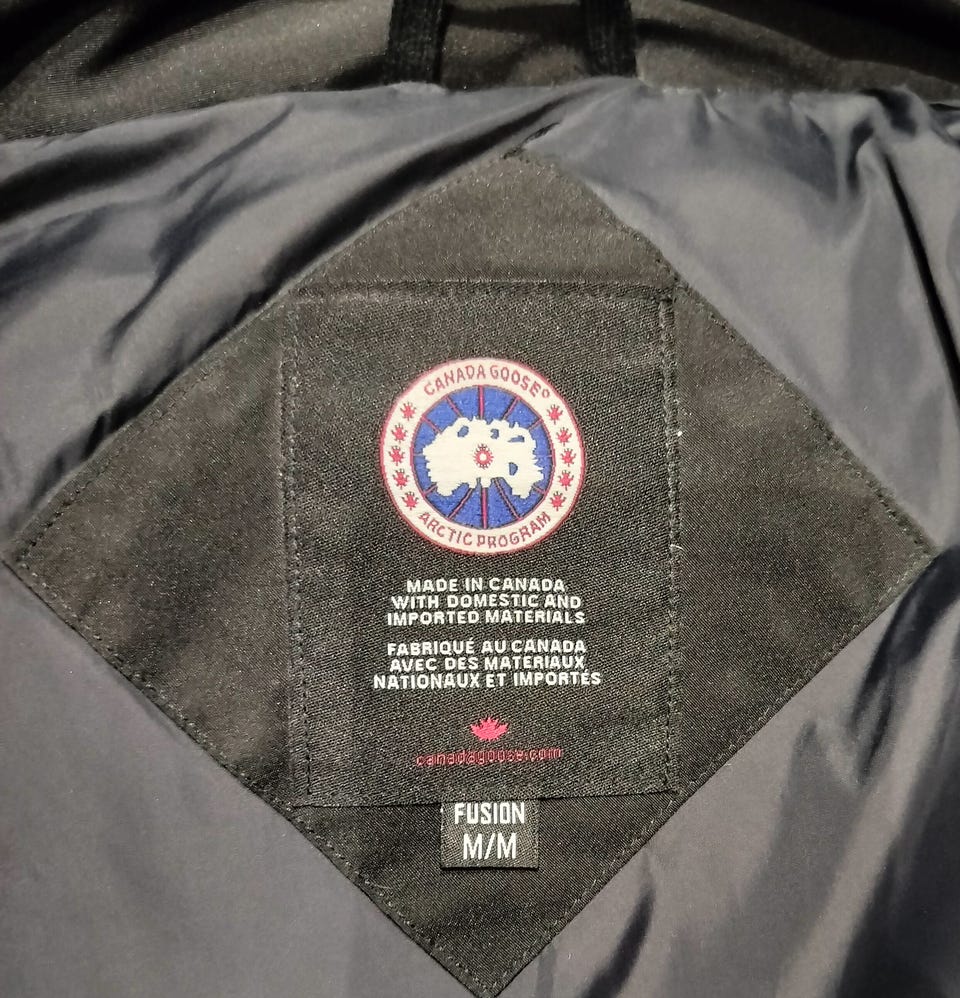 CANADA GOOSE®
ARCTIC PROGRAM
MADE IN CANADA
WITH DOMESTIC AND
IMPORTED MATERIALS
FABRIQUÉ AU CANADA
AVEC DES MATERIAUX
NATIONAUX ET IMPORTÉS
canadagoose.com
FUSION
M/M